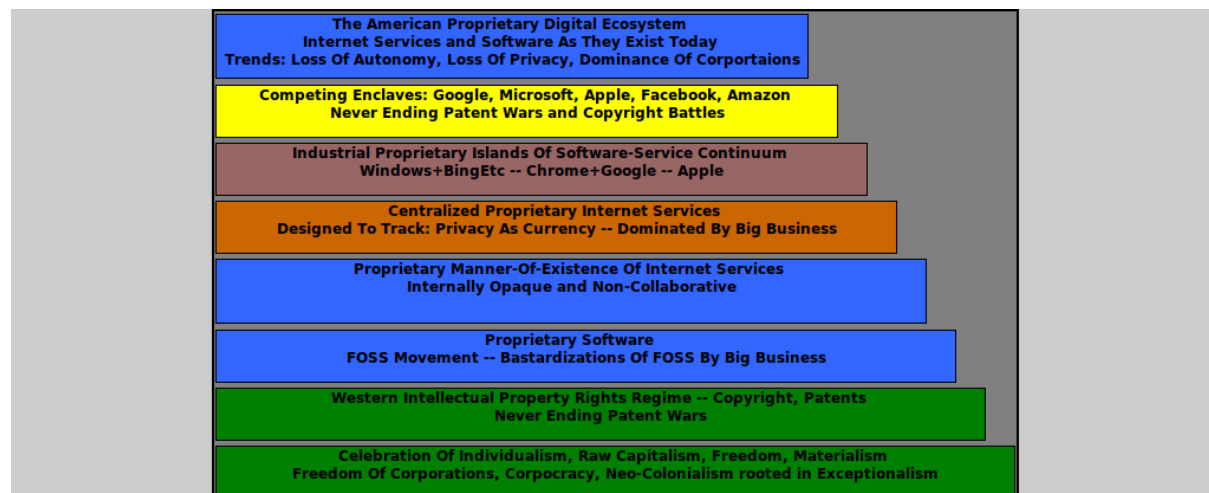 The American Proprietary Digital Ecosystem
Internet Services and Software As They Exist Today
Trends: Loss Of Autonomy, Loss Of Privacy, Dominance Of Corportaions
Competing Enclaves: Google, Microsoft, Apple, Facebook, Amazon
Never Ending Patent Wars and Copyright Battles
Industrial Proprietary Islands Of Software-Service Continuum
Windows+BingEtc -- Chrome+Google -- Apple
Centralized Proprietary Internet Services
Designed To Track: Privacy As Currency -- Dominated By Big Business
Proprietary Manner-Of-Existence Of Internet Services
Internally Opaque and Non-Collaborative
Proprietary Software
FOSS Movement -- Bastardizations Of FOSS By Big Business
Western Intellectual Property Rights Regime -- Copyright, Patents
Never Ending Patent Wars
Celebration Of Individualism, Raw Capitalism, Freedom, Materialism
Freedom Of Corporations, Corpocracy, Neo-Colonialism rooted in Exceptionalism